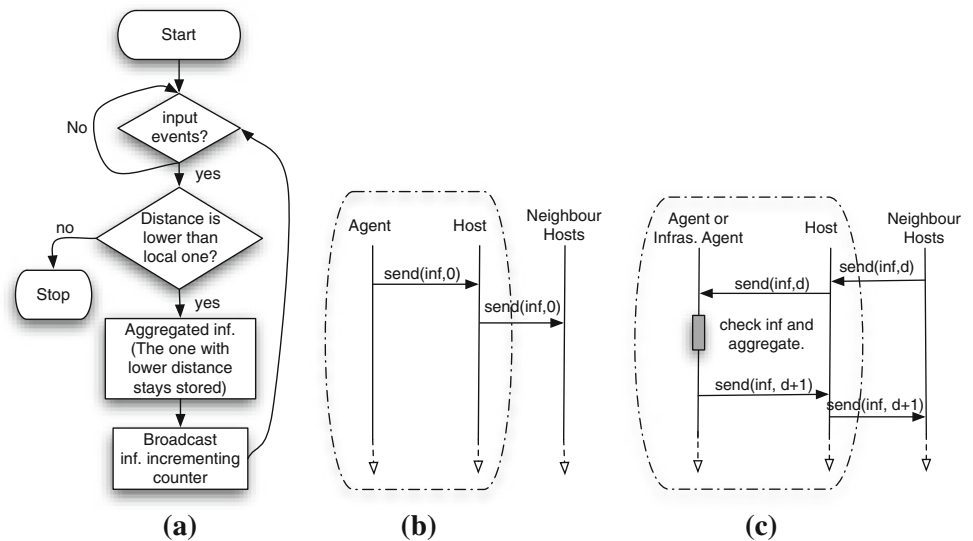 Start
input
events?
No
yes
Distance is
lower than
local one?
no
Stop
yes
Aggregated inf.
(The one with
lower distance
stays stored)
Broadcast
inf. incrementing
counter
(a)
Agent
Host
Neighbour
Hosts
send(inf,0)
send(inf,0)
(b)
Agent or
Infras. Agent
Host
Neighbour
Hosts
send(inf,d)
send(inf,d)
check inf and
aggregate.
send(inf, d+1)
send(inf, d+1)
(c)